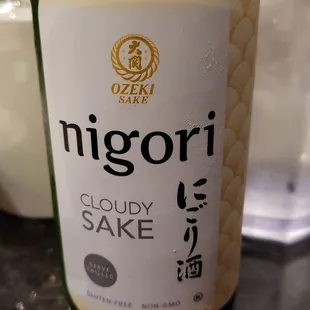 大関
OZEKI
SAKE
nigori
CLOUDY
SAKE
にごり酒
SERVE
CHILLED
GLUTEN-FREE NON-GMO
K